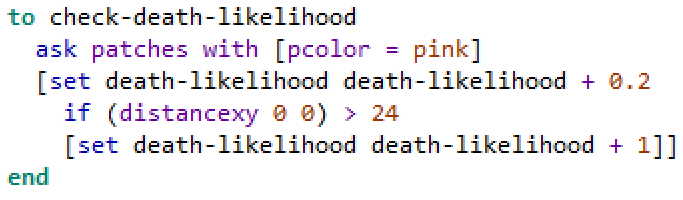 to check-death-likelihood
  ask patches with [pcolor = pink]
  [set death-likelihood death-likelihood + 0.2
    if (distancexy 0 0) > 24
    [set death-likelihood death-likelihood + 1]]
end